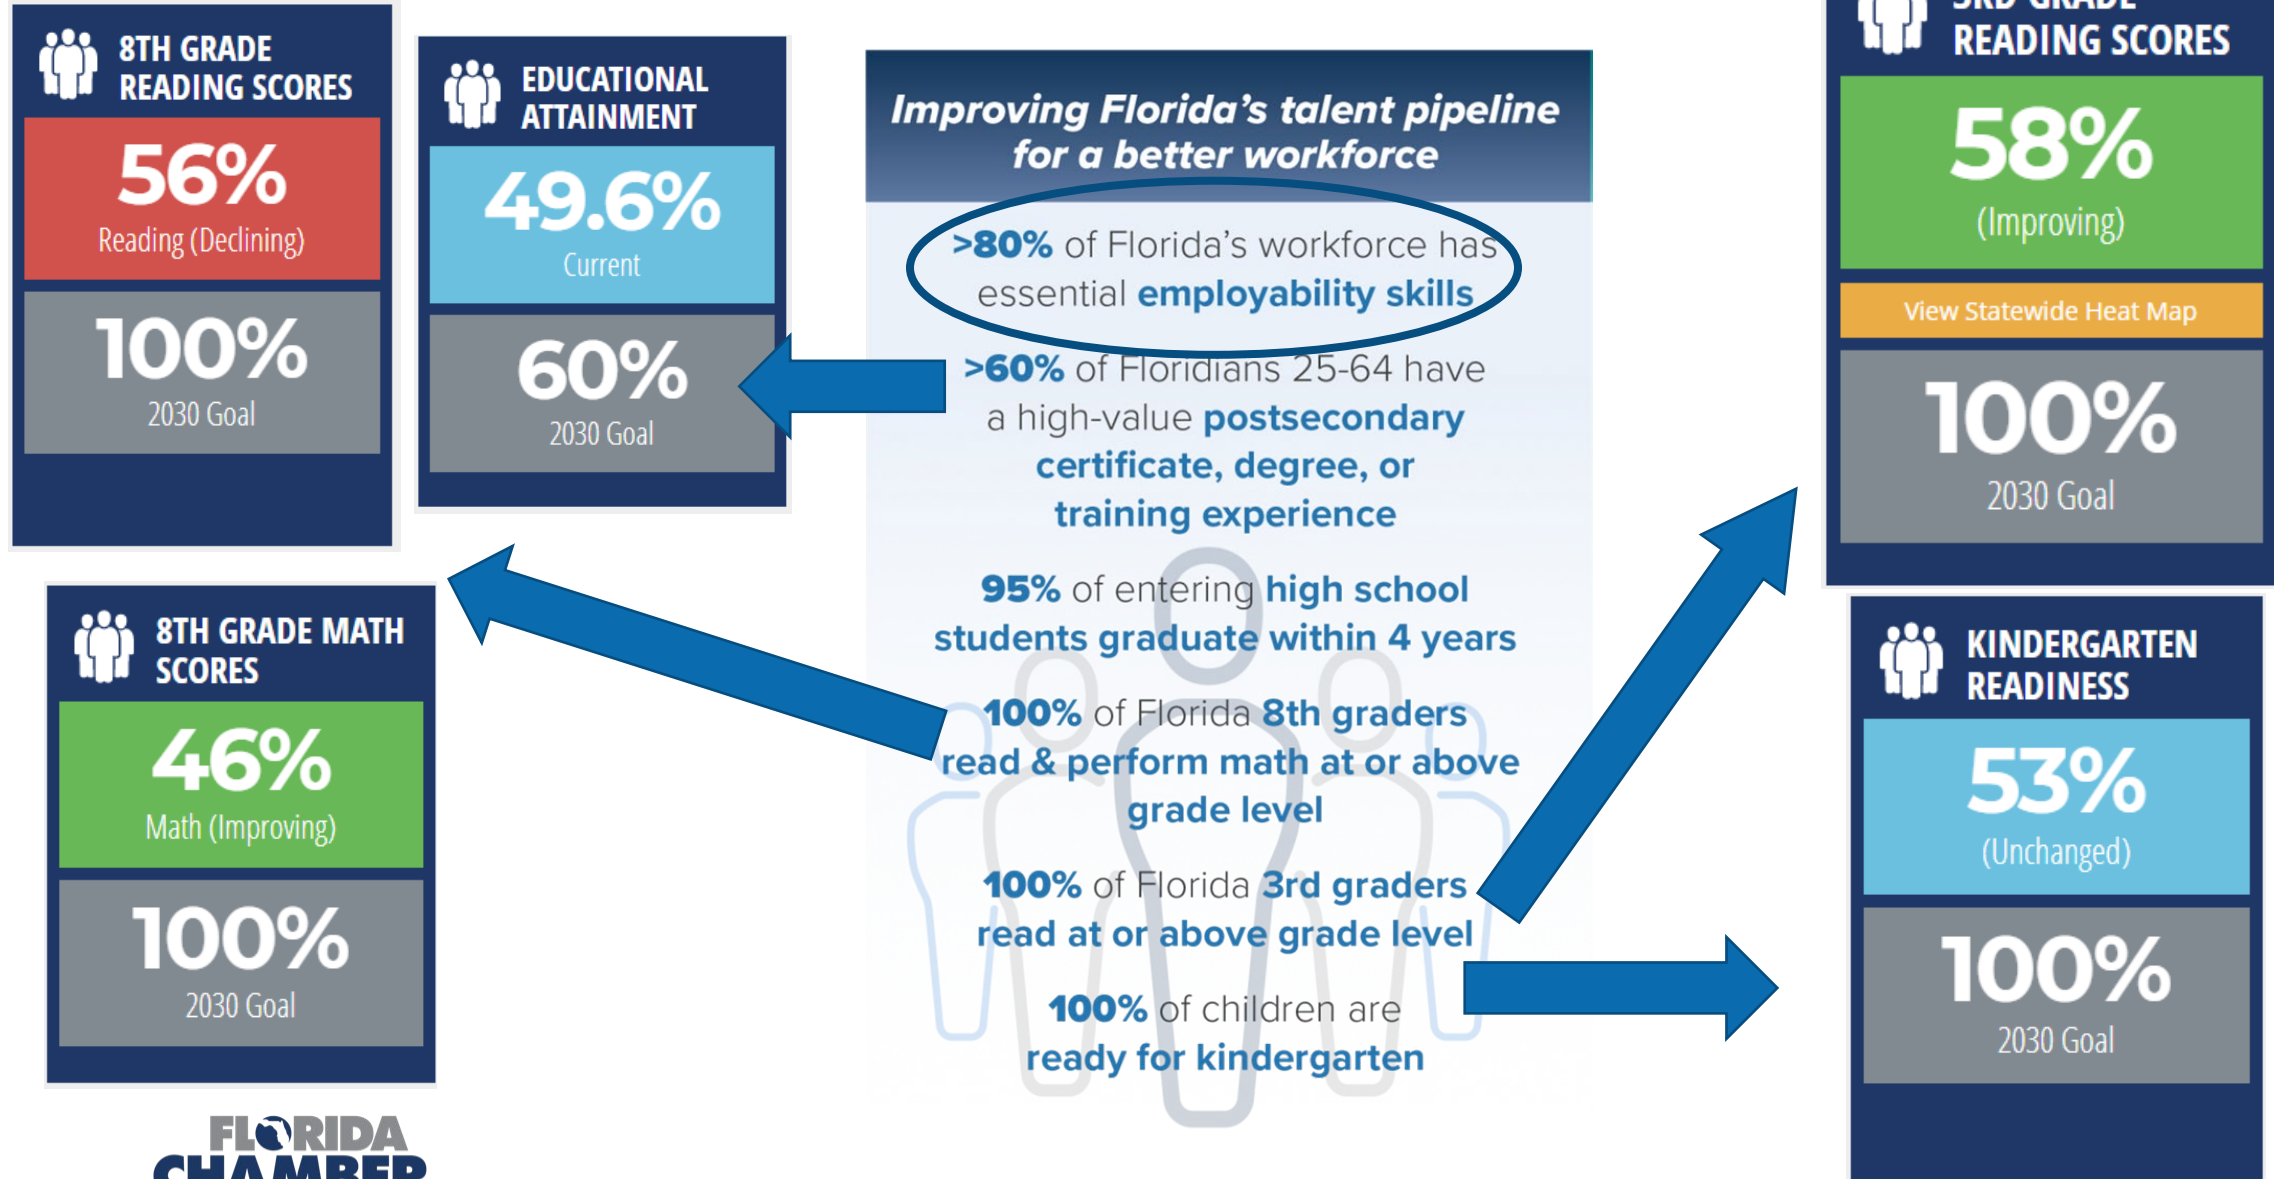 8TH GRADE
READING SCORES
56%
Reading (Declining)
100%
2030 Goal
EDUCATIONAL
ATTAINMENT
49.6%
Current
60%
2030 Goal
8TH GRADE MATH
SCORES
46%
Math (Improving)
100%
2030 Goal
FLORIDA
CHAMBER
Improving Florida's talent pipeline
for a better workforce
>80% of Florida's workforce has
essential employability skills
>60% of Floridians 25-64 have
a high-value postsecondary
certificate, degree, or
training experience
95% of entering high school
students graduate within 4 years
100% of Florida 8th graders
read & perform math at or above
grade level
100% of Florida 3rd graders
read at or above grade level
100% of children are
ready for kindergarten
3RD GRADE
READING SCORES
58%
(Improving)
View Statewide Heat Map
100%
2030 Goal
KINDERGARTEN
READINESS
53%
(Unchanged)
100%
2030 Goal